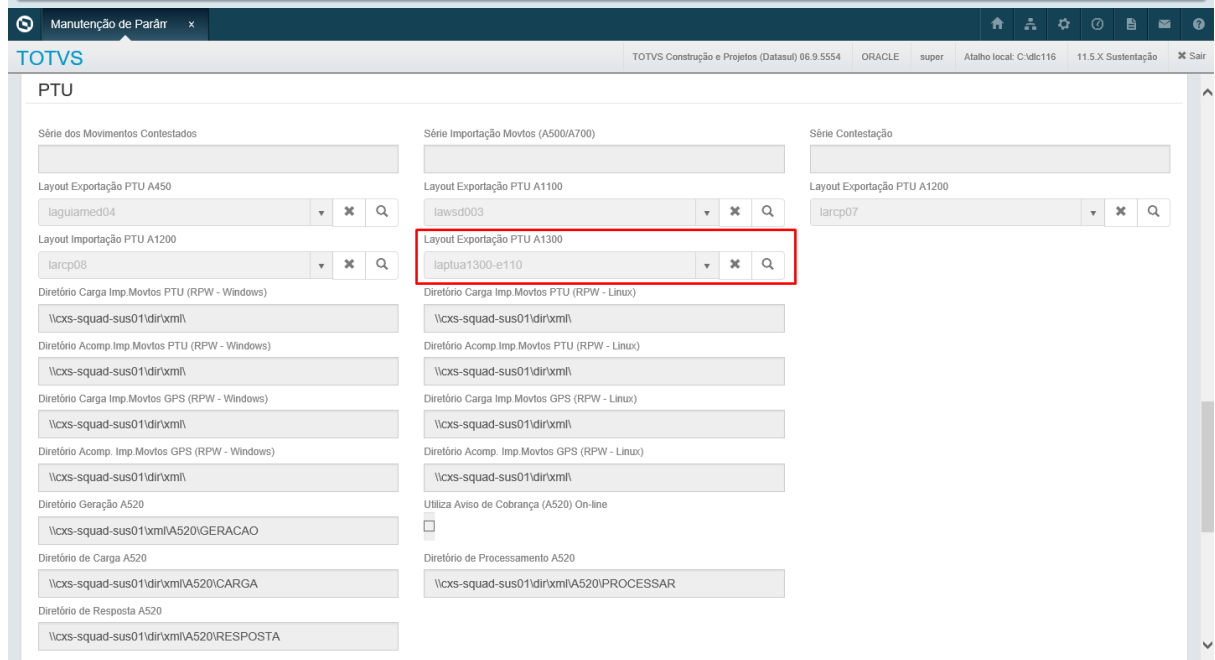 Manutenção de Parâm x
TOTVS
TOTVS Construção e Projetos (Datasul) 06.9.5554 ORACLE super Atalho local: C:\dlc116 11.5.X Sustentação Sair
PTU
Série dos Movimentos Contestados Série Importação Movtos (A500/A700) Série Contestação
Layout Exportação PTU A450 Layout Exportação PTU A1100 Layout Exportação PTU A1200
laguiamed04 lawsd003 larcp07
Layout Importação PTU A1200 Layout Exportação PTU A1300
larcp08 laptua1300-e110
Diretório Carga Imp.Movtos PTU (RPW - Windows) Diretório Carga Imp.Movtos PTU (RPW - Linux)
\\cxs-squad-sus01\dir\xml\ \\cxs-squad-sus01\dir\xml\
Diretório Acomp.Imp.Movtos PTU (RPW - Windows) Diretório Acomp.Imp.Movtos PTU (RPW - Linux)
\\cxs-squad-sus01\dir\xml\ \\cxs-squad-sus01\dir\xml\
Diretório Carga Imp.Movtos GPS (RPW - Windows) Diretório Carga Imp.Movtos GPS (RPW - Linux)
\\cxs-squad-sus01\dir\xml\ \\cxs-squad-sus01\dir\xml\
Diretório Acomp. Imp.Movtos GPS (RPW - Windows) Diretório Acomp. Imp.Movtos GPS (RPW - Linux)
\\cxs-squad-sus01\dir\xml\ \\cxs-squad-sus01\dir\xml\
Diretório Geração A520 Utiliza Aviso de Cobrança (A520) On-line
\\cxs-squad-sus01\xml\A520\GERACAO
Diretório de Carga A520 Diretório de Processamento A520
\\cxs-squad-sus01\dir\xml\A520\CARGA \\cxs-squad-sus01\dir\xml\A520\PROCESSAR
Diretório de Resposta A520
\\cxs-squad-sus01\dir\xml\A520\RESPOSTA